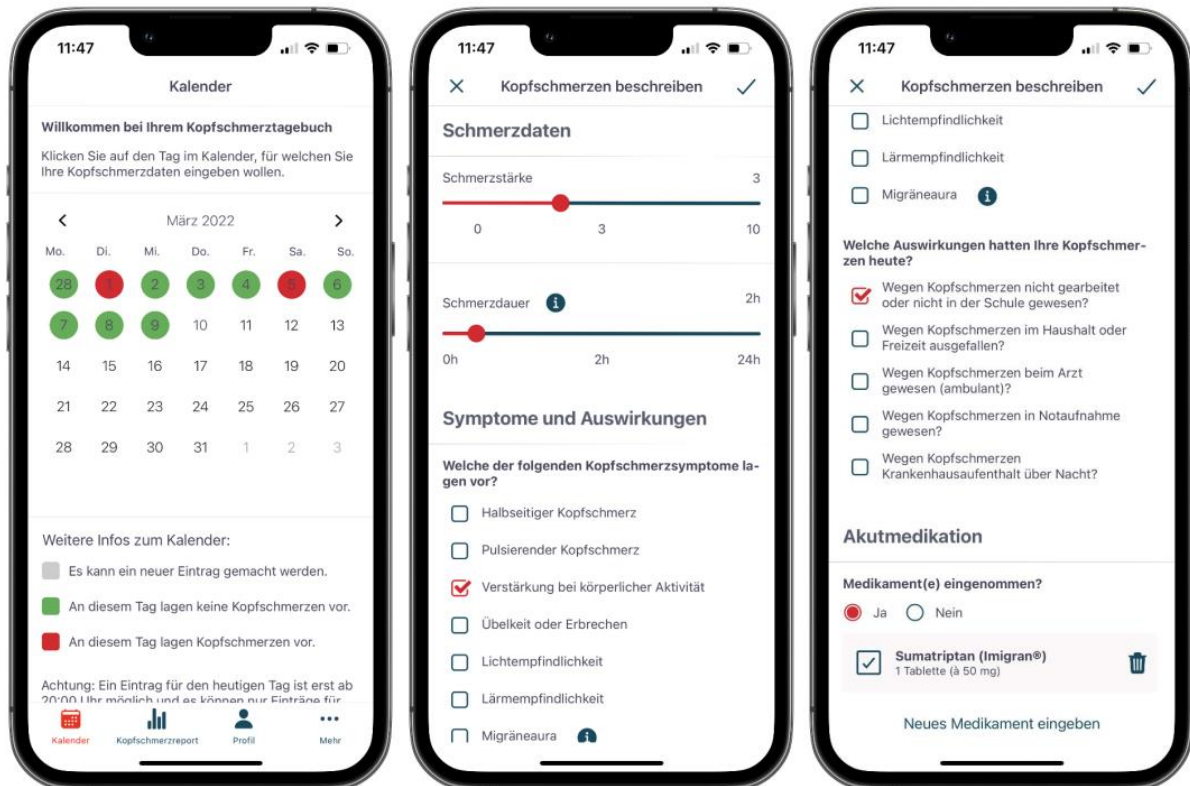 11:47
Kalender
Willkommen bei Ihrem Kopfschmerztagebuch
Klicken Sie auf den Tag im Kalender, für welchen Sie
Ihre Kopfschmerzdaten eingeben wollen.
März 2022
Mo. Di. Mi. Do. Fr. Sa. So.
28 1 2 3 4 5 6
7 8 9 10 11 12 13
14 15 16 17 18 19 20
21 22 23 24 25 26 27
28 29 30 31 1 2 3
Weitere Infos zum Kalender:
Es kann ein neuer Eintrag gemacht werden.
An diesem Tag lagen keine Kopfschmerzen vor.
An diesem Tag lagen Kopfschmerzen vor.
Achtung: Ein Eintrag für den heutigen Tag ist erst ab
20:00 Uhr möglich und es können nur Einträge für
Kalender Kopfschmerzreport Profil Mehr
11:47
Kopfschmerzen beschreiben
Schmerzdaten
Schmerzstärke 3
0 3 10
Schmerzdauer i 2h
0h 2h 24h
Symptome und Auswirkungen
Welche der folgenden Kopfschmerzsymptome la-
gen vor?
Halbseitiger Kopfschmerz
Pulsierender Kopfschmerz
Verstärkung bei körperlicher Aktivität
Übelkeit oder Erbrechen
Lichtempfindlichkeit
Lärmempfindlichkeit
Migräneaura i
11:47
Kopfschmerzen beschreiben
Lichtempfindlichkeit
Lärmempfindlichkeit
Migräneaura i
Welche Auswirkungen hatten Ihre Kopfschmer-
zen heute?
Wegen Kopfschmerzen nicht gearbeitet
oder nicht in der Schule gewesen?
Wegen Kopfschmerzen im Haushalt oder
Freizeit ausgefallen?
Wegen Kopfschmerzen beim Arzt
gewesen (ambulant)?
Wegen Kopfschmerzen in Notaufnahme
gewesen?
Wegen Kopfschmerzen
Krankenhausaufenthalt über Nacht?
Akutmedikation
Medikament(e) eingenommen?
Ja Nein
Sumatriptan (Imigran®)
1 Tablette (à 50 mg)
Neues Medikament eingeben